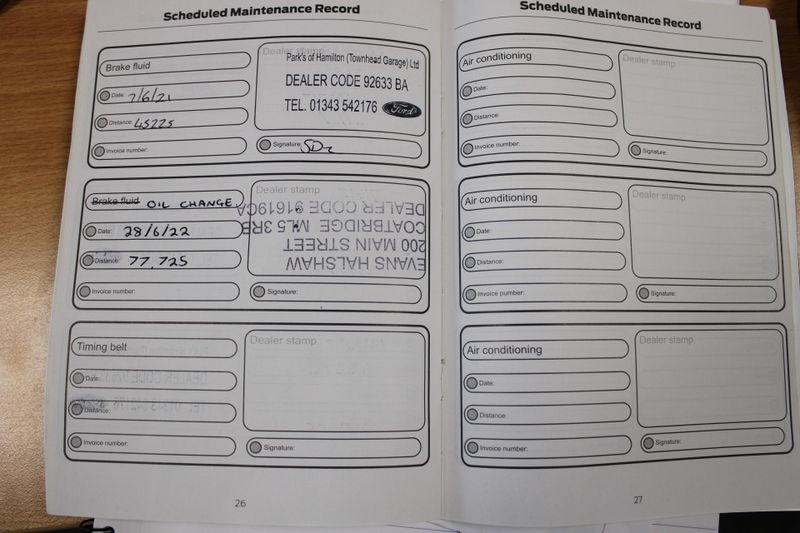 Scheduled Maintenance Record
Brake fluid
Dealer stamp
Park's of Hamilton (Townhead Garage) Ltd
DEALER CODE 92633 BA
TEL. 01343 542176
Ford
Date: 7/6/21
Distance: 45225
Invoice number:
Signature:
Brake fluid OIL CHANGE
Dealer stamp
EVANS HALSHAW
200 MAIN STREET
COATBRIDGE ML5 3RB
DEALER CODE 91619CA
Date: 28/6/22
Distance: 77,725
Invoice number:
Signature:
Timing belt
Dealer stamp
Date:
Distance:
Invoice number:
Signature:
26
Scheduled Maintenance Record
Air conditioning
Dealer stamp
Date:
Distance:
Invoice number:
Signature:
Air conditioning
Dealer stamp
Date:
Distance:
Invoice number:
Signature:
Air conditioning
Dealer stamp
Date:
Distance:
Invoice number:
Signature:
27